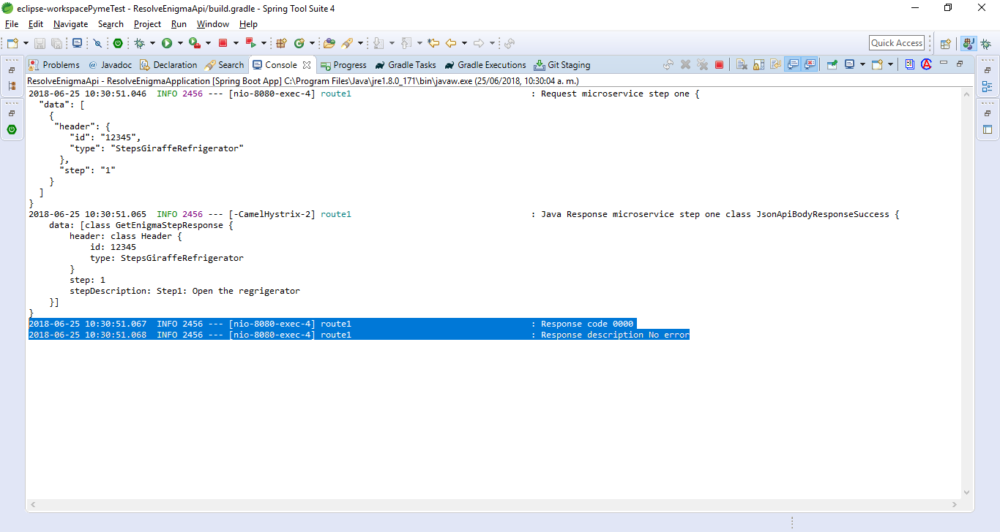 eclipse-workspacePymeTest - ResolveEnigmaApi/build.gradle - Spring Tool Suite 4
File Edit Navigate Search Project Run Window Help
Quick Access
Problems @ Javadoc Declaration Search Console Progress Gradle Tasks Gradle Executions Git Staging
ResolveEnigmaApi - ResolveEnigmaApplication [Spring Boot App] C:\Program Files\Java\jre1.8.0_171\bin\javaw.exe (25/06/2018, 10:30:04 a. m.)
2018-06-25 10:30:51.046  INFO 2456 --- [nio-8080-exec-4] route1                                   : Request microservice step one {
  "data": [
    {
     "header": {
        "id": "12345",
        "type": "StepsGiraffeRefrigerator"
      },
      "step": "1"
    }
  ]
}
2018-06-25 10:30:51.065  INFO 2456 --- [-CamelHystrix-2] route1                                   : Java Response microservice step one class JsonApiBodyResponseSuccess {
    data: [class GetEnigmaStepResponse {
        header: class Header {
            id: 12345
            type: StepsGiraffeRefrigerator
        }
        step: 1
        stepDescription: Step1: Open the regrigerator
    }]
}
2018-06-25 10:30:51.067  INFO 2456 --- [nio-8080-exec-4] route1                                   : Response code 0000
2018-06-25 10:30:51.068  INFO 2456 --- [nio-8080-exec-4] route1                                   : Response description No error